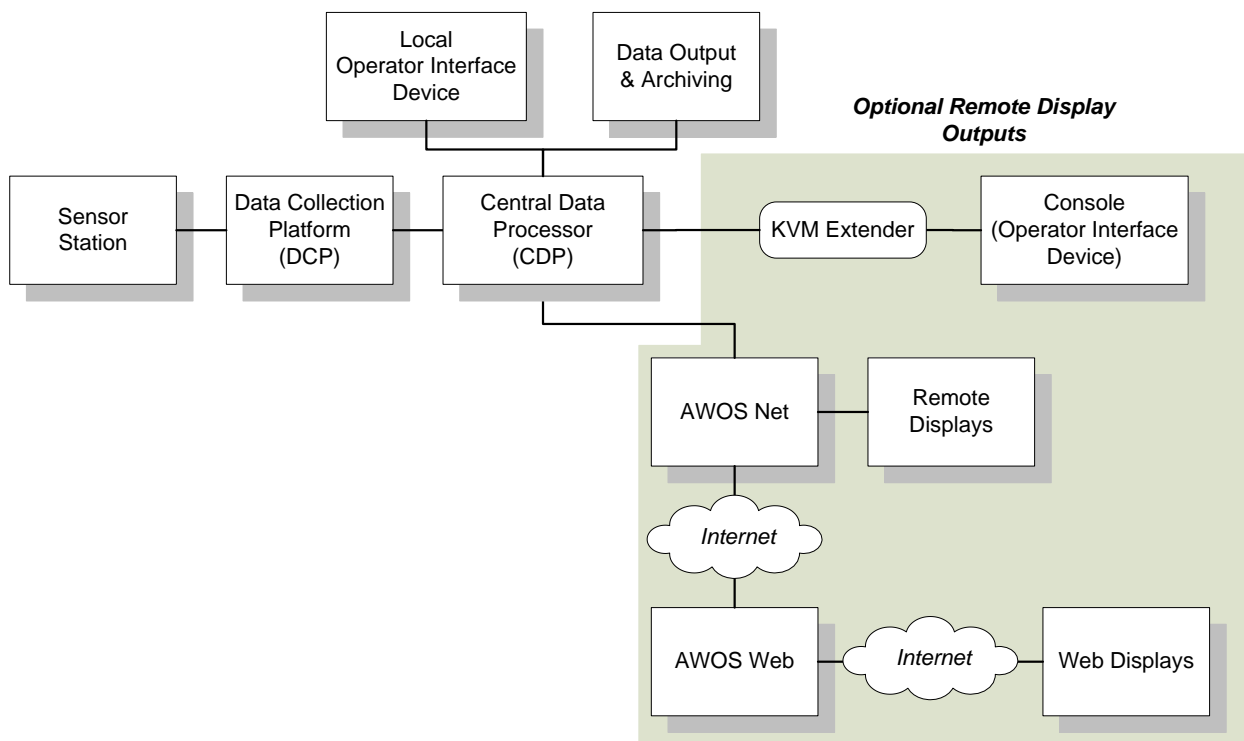 Local
Operator Interface
Device
Data Output
& Archiving
Optional Remote Display
Outputs
Sensor
Station
Data Collection
Platform
(DCP)
Central Data
Processor
(CDP)
KVM Extender
Console
(Operator Interface
Device)
AWOS Net
Remote
Displays
Internet
AWOS Web
Internet
Web Displays